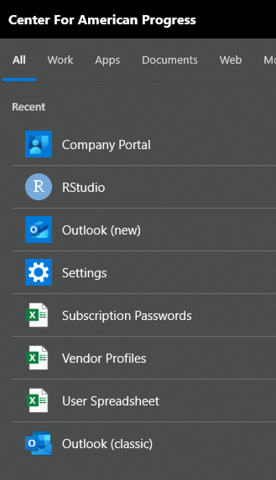 Center For American Progress
All Work Apps Documents Web Mo
Recent
Company Portal
R RStudio
Outlook (new)
Settings
Subscription Passwords
Vendor Profiles
User Spreadsheet
Outlook (classic)